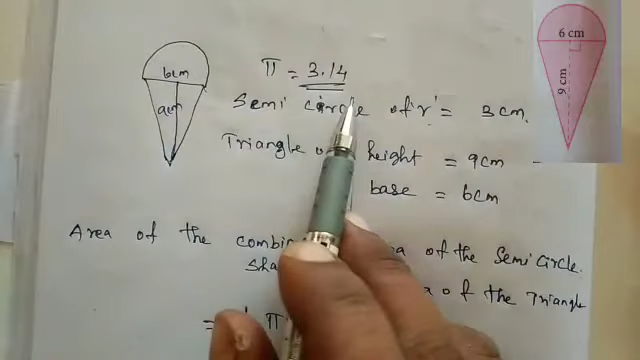 6cm
9cm
π = 3.14
Semi circle of 'r' = 3cm.
Triangle height = 9cm
base = 6cm
Area of the of the Semi Circle.
of the Triangle
= π
6 cm
9 cm